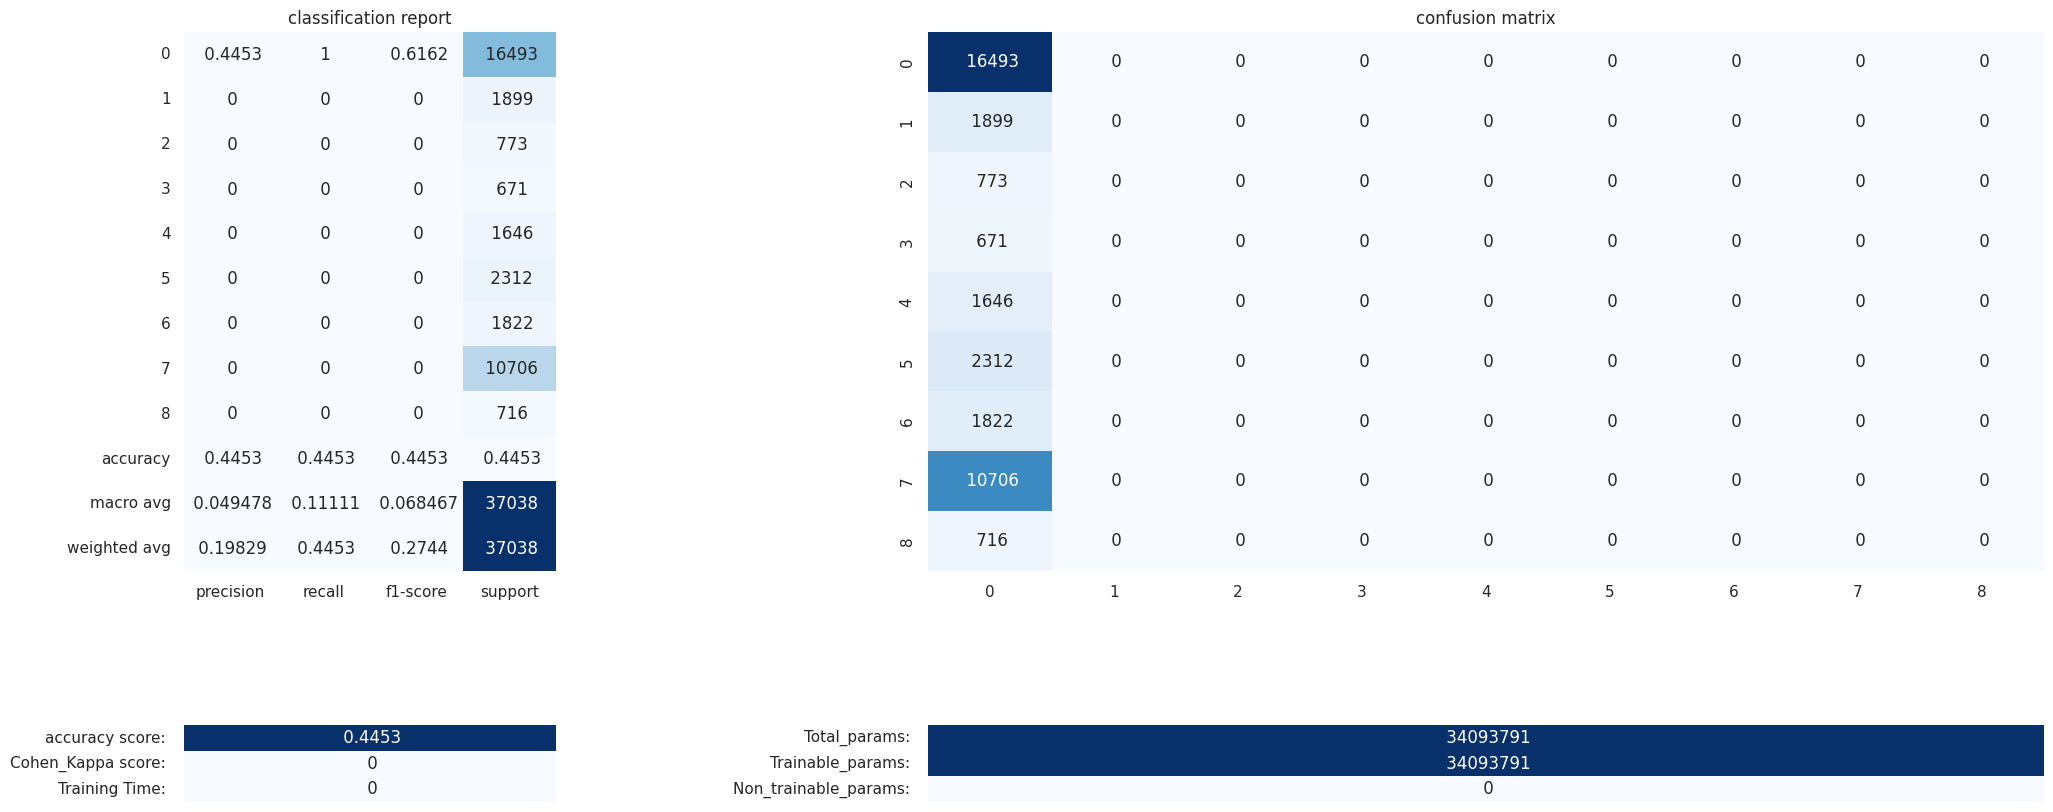 classification report
0 0.4453 1 0.6162 16493
1 0 0 0 1899
2 0 0 0 773
3 0 0 0 671
4 0 0 0 1646
5 0 0 0 2312
6 0 0 0 1822
7 0 0 0 10706
8 0 0 0 716
accuracy 0.4453 0.4453 0.4453 0.4453
macro avg 0.049478 0.11111 0.068467 37038
weighted avg 0.19829 0.4453 0.2744 37038
precision recall f1-score support
confusion matrix
0 16493 0 0 0 0 0 0 0 0
1 1899 0 0 0 0 0 0 0 0
2 773 0 0 0 0 0 0 0 0
3 671 0 0 0 0 0 0 0 0
4 1646 0 0 0 0 0 0 0 0
5 2312 0 0 0 0 0 0 0 0
6 1822 0 0 0 0 0 0 0 0
7 10706 0 0 0 0 0 0 0 0
8 716 0 0 0 0 0 0 0 0
0 1 2 3 4 5 6 7 8
accuracy score: 0.4453
Cohen_Kappa score: 0
Training Time: 0
Total_params: 34093791
Trainable_params: 34093791
Non_trainable_params: 0